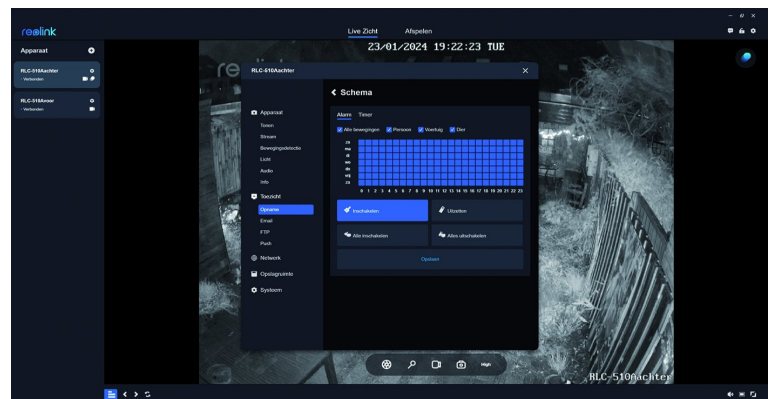 reolink
Live Zicht
Afspelen
Apparaat
RLC-510Aachter
- Verbonden
RLC-510Avoor
- Verbonden
23/01/2024 19:22:23 TUE
reo
RLC-510Aachter
Schema
Apparaat
Tonen
Stream
Bewegingsdetectie
Licht
Audio
Info
Toezicht
Opname
Email
FTP
Push
Netwerk
Opslagruimte
Systeem
Alarm Timer
Alle bewegingen Persoon Voertuig Dier
zo
ma
di
wo
do
vrij
za
0 1 2 3 4 5 6 7 8 9 10 11 12 13 14 15 16 17 18 19 20 21 22 23
Inschakelen
Uitzetten
Alle inschakelen
Alles uitschakelen
Opslaan
High
RLC-510Aachter